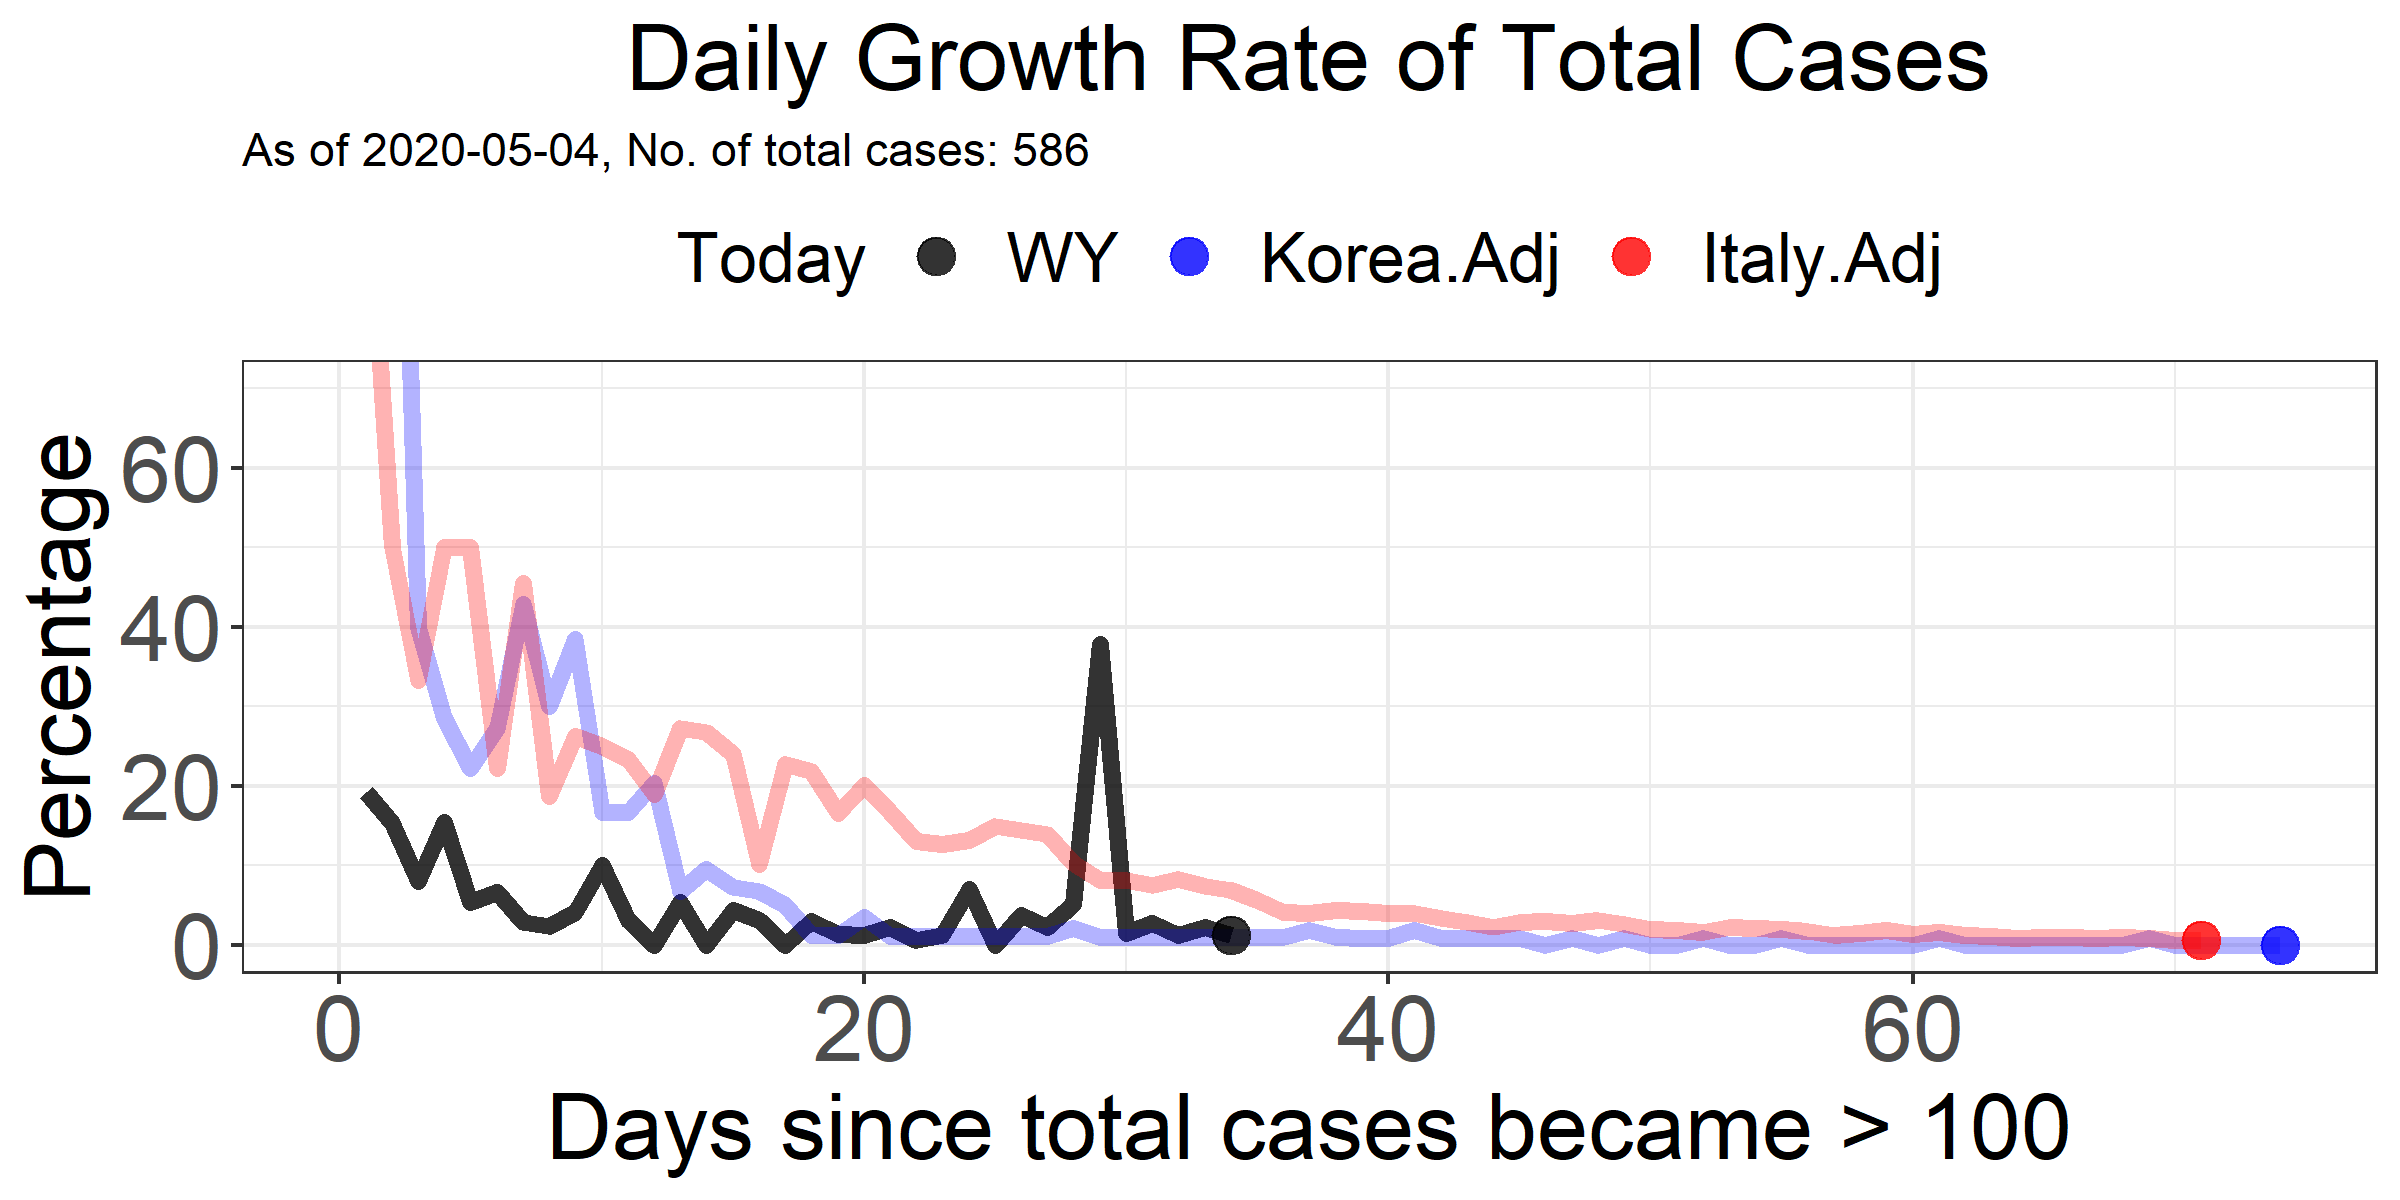 Daily Growth Rate of Total Cases
As of 2020-05-04, No. of total cases: 586
Today WY Korea.Adj Italy.Adj
Percentage
60
40
20
0
0 20 40 60
Days since total cases became > 100